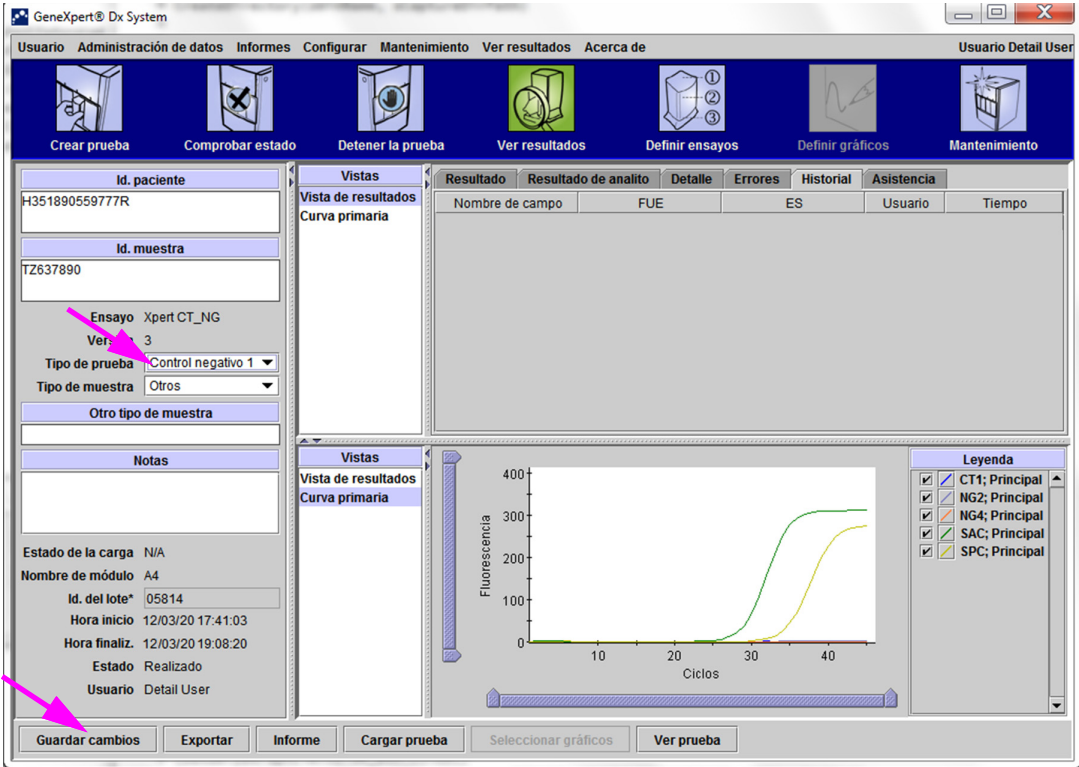 GeneXpert® Dx System
Usuario Administración de datos Informes Configurar Mantenimiento Ver resultados Acerca de Usuario Detail User
Crear prueba Comprobar estado Detener la prueba Ver resultados Definir ensayos Definir gráficos Mantenimiento
Id. paciente
H351890559777R
Id. muestra
TZ637890
Ensayo Xpert CT_NG
3
Tipo de prueba Control negativo 1
Tipo de muestra Otros
Otro tipo de muestra
Notas
Estado de la carga N/A
Nombre de módulo A4
Id. del lote* 05814
Hora inicio 12/03/20 17:41:03
Hora finaliz. 12/03/20 19:08:20
Estado Realizado
Usuario Detail User
Vistas
Vista de resultados
Curva primaria
Resultado Resultado de analito Detalle Errores Historial Asistencia
Nombre de campo FUE ES Usuario Tiempo
Vistas
Vista de resultados
Curva primaria
Fluorescencia
400
300
200
100
0
10 20 30 40
Ciclos
Leyenda
CT1; Principal
NG2; Principal
NG4; Principal
SAC; Principal
SPC; Principal
Guardar cambios Exportar Informe Cargar prueba Seleccionar gráficos Ver prueba